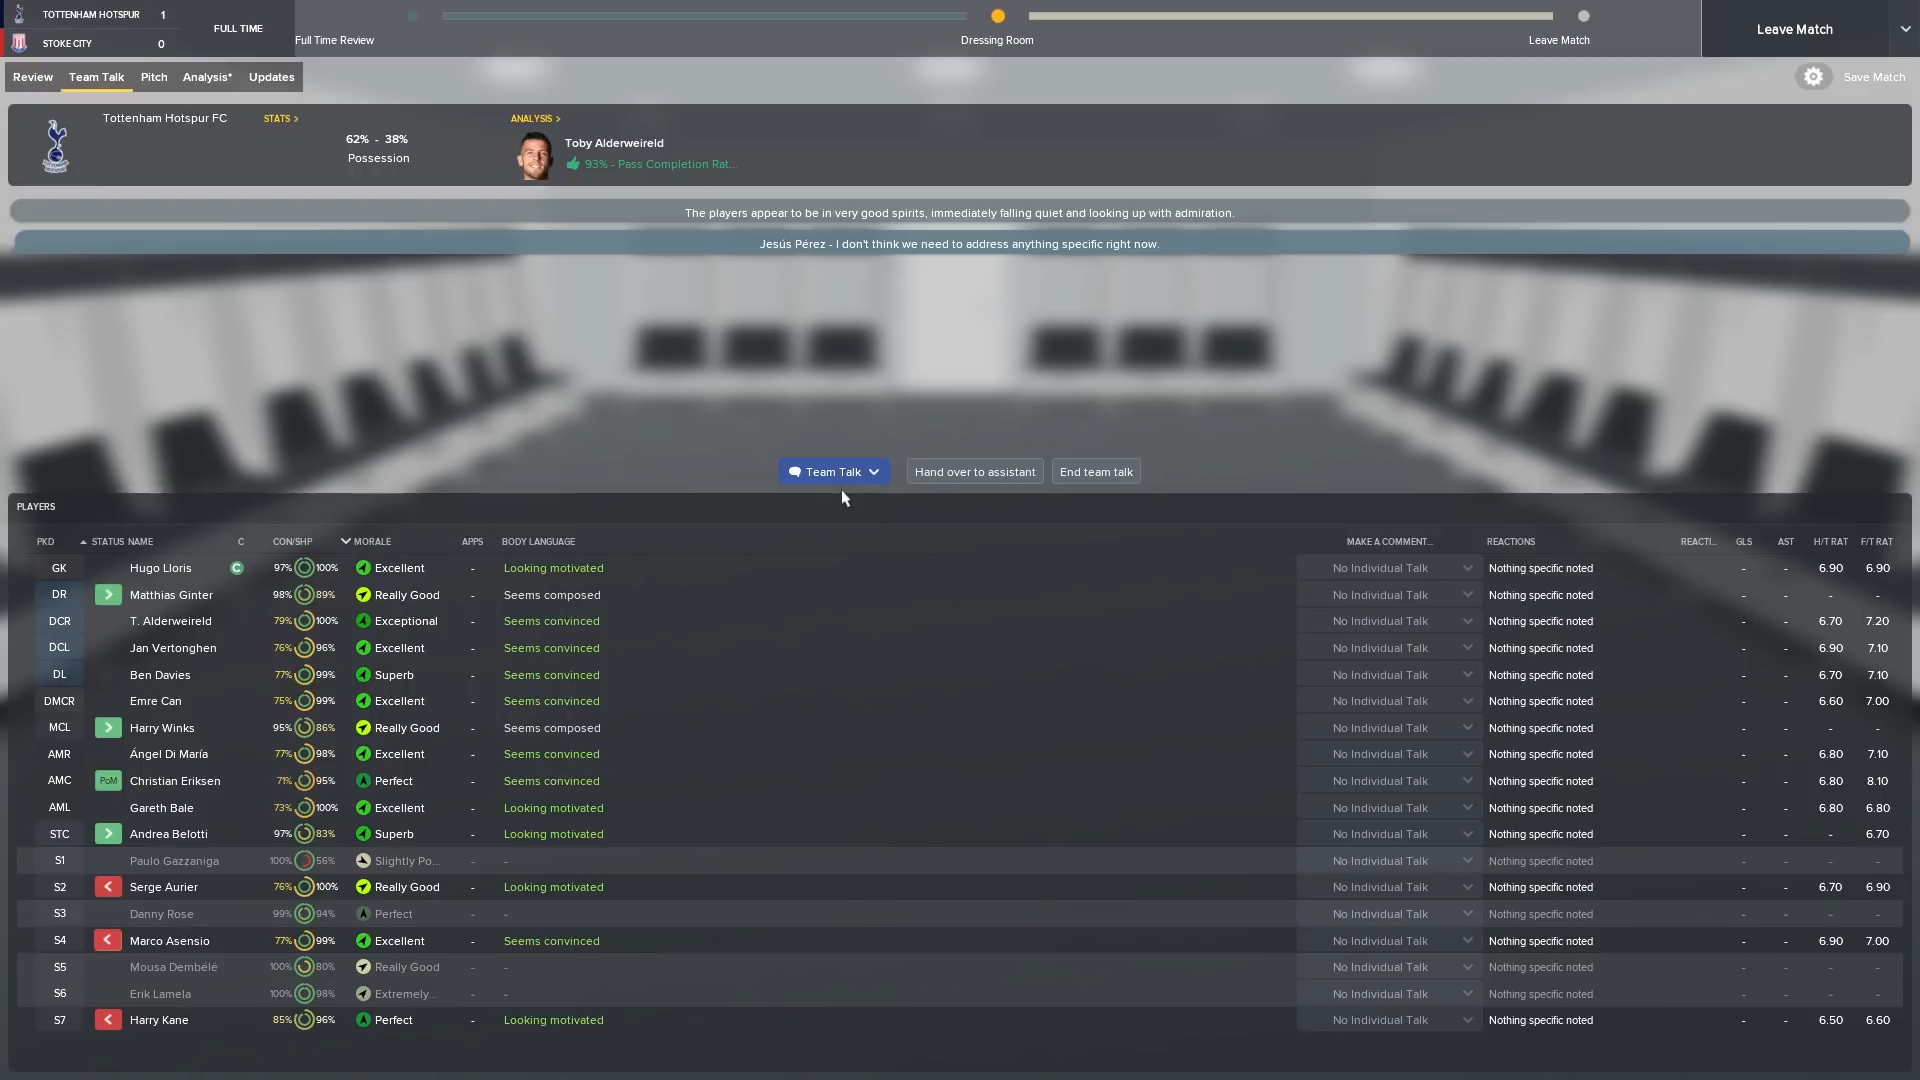 TOTTENHAM HOTSPUR 1
STOKE CITY 0
FULL TIME
Full Time Review
Dressing Room
Leave Match
Leave Match
Review Team Talk Pitch Analysis* Updates
Save Match
Tottenham Hotspur FC
STATS >
62% - 38%
Possession
ANALYSIS >
Toby Alderweireld
93% - Pass Completion Rat...
The players appear to be in very good spirits, immediately falling quiet and looking up with admiration.
Jesús Pérez - I don't think we need to address anything specific right now.
Team Talk Hand over to assistant End team talk
PLAYERS
PKD STATUS NAME C CON/SHP MORALE APPS BODY LANGUAGE MAKE A COMMENT... REACTIONS REACTI... GLS AST H/T RAT F/T RAT
GK Hugo Lloris C 97% 100% Excellent - Looking motivated No Individual Talk Nothing specific noted - - 6.90 6.90
DR Matthias Ginter 98% 89% Really Good - Seems composed No Individual Talk Nothing specific noted - - - -
DCR T. Alderweireld 79% 100% Exceptional - Seems convinced No Individual Talk Nothing specific noted - - 6.70 7.20
DCL Jan Vertonghen 76% 96% Excellent - Seems convinced No Individual Talk Nothing specific noted - - 6.90 7.10
DL Ben Davies 77% 99% Superb - Seems convinced No Individual Talk Nothing specific noted - - 6.70 7.10
DMCR Emre Can 75% 99% Excellent - Seems convinced No Individual Talk Nothing specific noted - - 6.60 7.00
MCL Harry Winks 95% 86% Really Good - Seems composed No Individual Talk Nothing specific noted - - - -
AMR Ángel Di María 77% 98% Excellent - Seems convinced No Individual Talk Nothing specific noted - - 6.80 7.10
AMC PoM Christian Eriksen 71% 95% Perfect - Seems convinced No Individual Talk Nothing specific noted - - 6.80 8.10
AML Gareth Bale 73% 100% Excellent - Looking motivated No Individual Talk Nothing specific noted - - 6.80 6.80
STC Andrea Belotti 97% 83% Superb - Looking motivated No Individual Talk Nothing specific noted - - - 6.70
S1 Paulo Gazzaniga 100% 56% Slightly Po... - - No Individual Talk Nothing specific noted - - - -
S2 Serge Aurier 76% 100% Really Good - Looking motivated No Individual Talk Nothing specific noted - - 6.70 6.90
S3 Danny Rose 99% 94% Perfect - - No Individual Talk Nothing specific noted - - - -
S4 Marco Asensio 77% 99% Excellent - Seems convinced No Individual Talk Nothing specific noted - - 6.90 7.00
S5 Mousa Dembélé 100% 80% Really Good - - No Individual Talk Nothing specific noted - - - -
S6 Erik Lamela 100% 98% Extremely... - - No Individual Talk Nothing specific noted - - - -
S7 Harry Kane 85% 96% Perfect - Looking motivated No Individual Talk Nothing specific noted - - 6.50 6.60